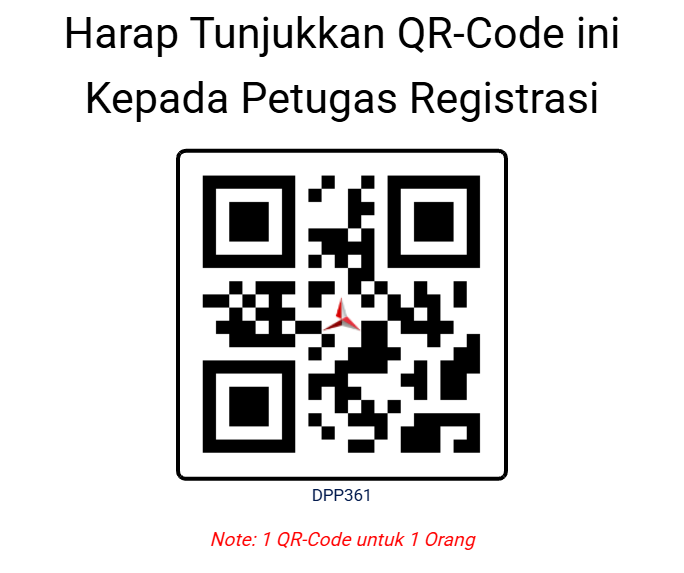 Harap Tunjukkan QR-Code ini
Kepada Petugas Registrasi
DPP361
Note: 1 QR-Code untuk 1 Orang